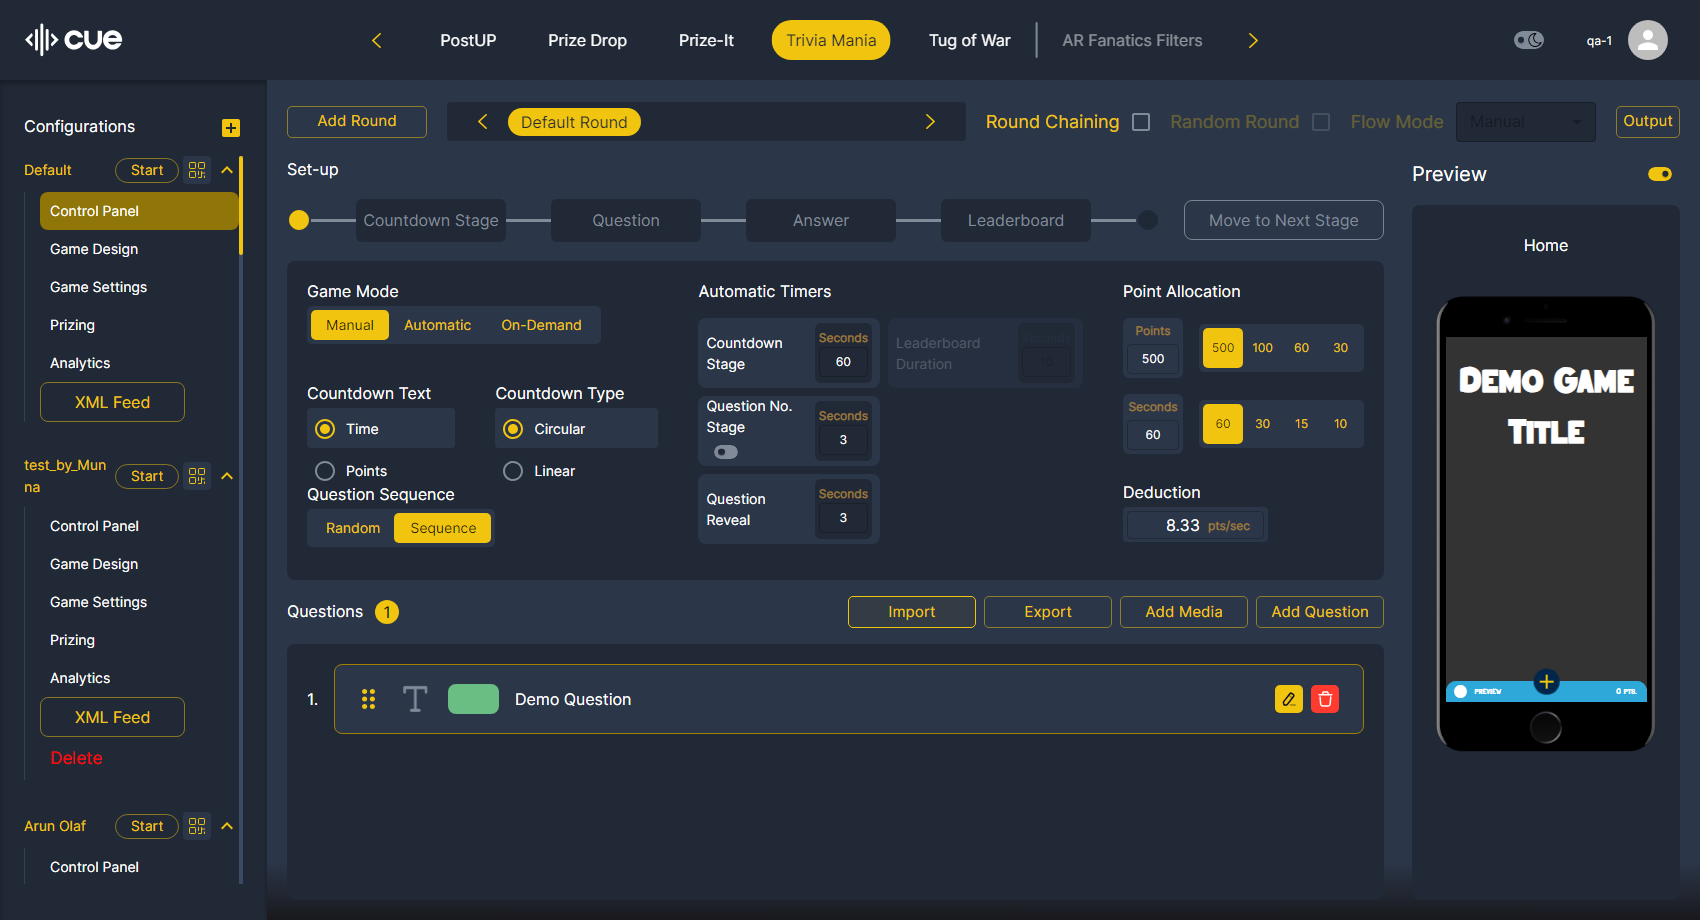 cue
PostUP
Prize Drop
Prize-It
Trivia Mania
Tug of War
AR Fanatics Filters
qa-1
Configurations
Default
Start
Control Panel
Game Design
Game Settings
Prizing
Analytics
XML Feed
test_by_Mun
na
Start
Control Panel
Game Design
Game Settings
Prizing
Analytics
XML Feed
Delete
Arun Olaf
Start
Control Panel
Add Round
Default Round
Round Chaining
Random Round
Flow Mode
Manual
Output
Set-up
Countdown Stage
Question
Answer
Leaderboard
Move to Next Stage
Game Mode
Manual
Automatic
On-Demand
Countdown Text
Time
Points
Countdown Type
Circular
Linear
Question Sequence
Random
Sequence
Automatic Timers
Countdown
Stage
Seconds
60
Leaderboard
Duration
Seconds
10
Question No.
Stage
Seconds
3
Question
Reveal
Seconds
3
Point Allocation
Points
500
500
100
60
30
Seconds
60
60
30
15
10
Deduction
8.33 pts/sec
Questions 1
Import
Export
Add Media
Add Question
1.
T
Demo Question
Preview
Home
Demo Game
Title
PREVIEW
0 PTS.